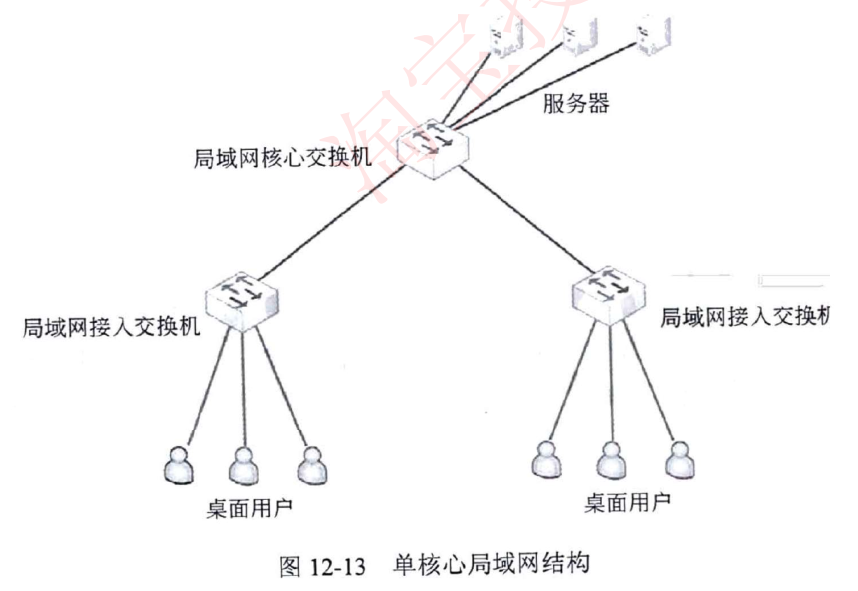 淘宝
服务器
局域网核心交换机
局域网接入交换机
局域网接入交换
桌面用户
桌面用户
图 12-13 单核心局域网结构